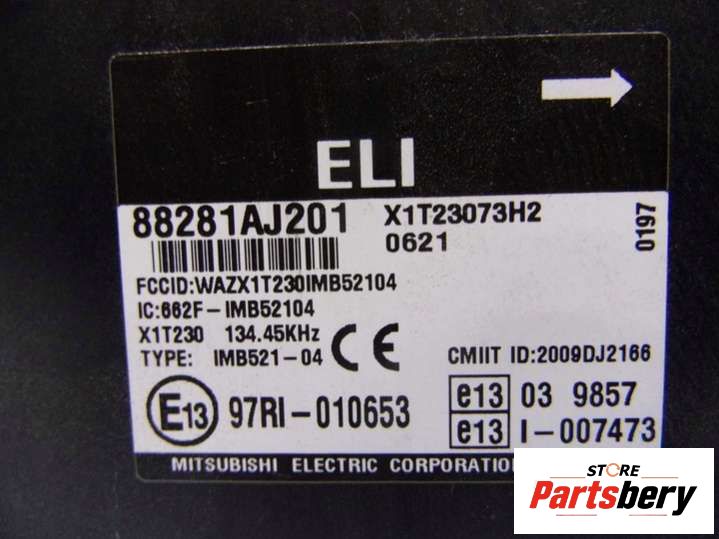 ELI
88281AJ201 X1T23073H2
0621
0197
FCCID:WAZX1T230IMB52104
IC:662F-IMB52104
X1T230 134.45KHz
TYPE: IMB521-04 CE CMIIT ID:2009DJ2166
E13 97RI-010653 e13 03 9857
e13 I-007473
MITSUBISHI ELECTRIC CORPORATION
STORE
Partsbery